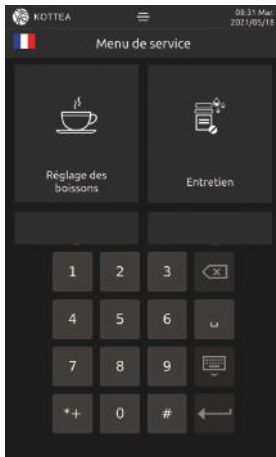 KOTTEA
08:31 Mar.
2021/05/18
Menu de service
Réglage des
boissons
Entretien
1 2 3
4 5 6
7 8 9
*+ 0 #